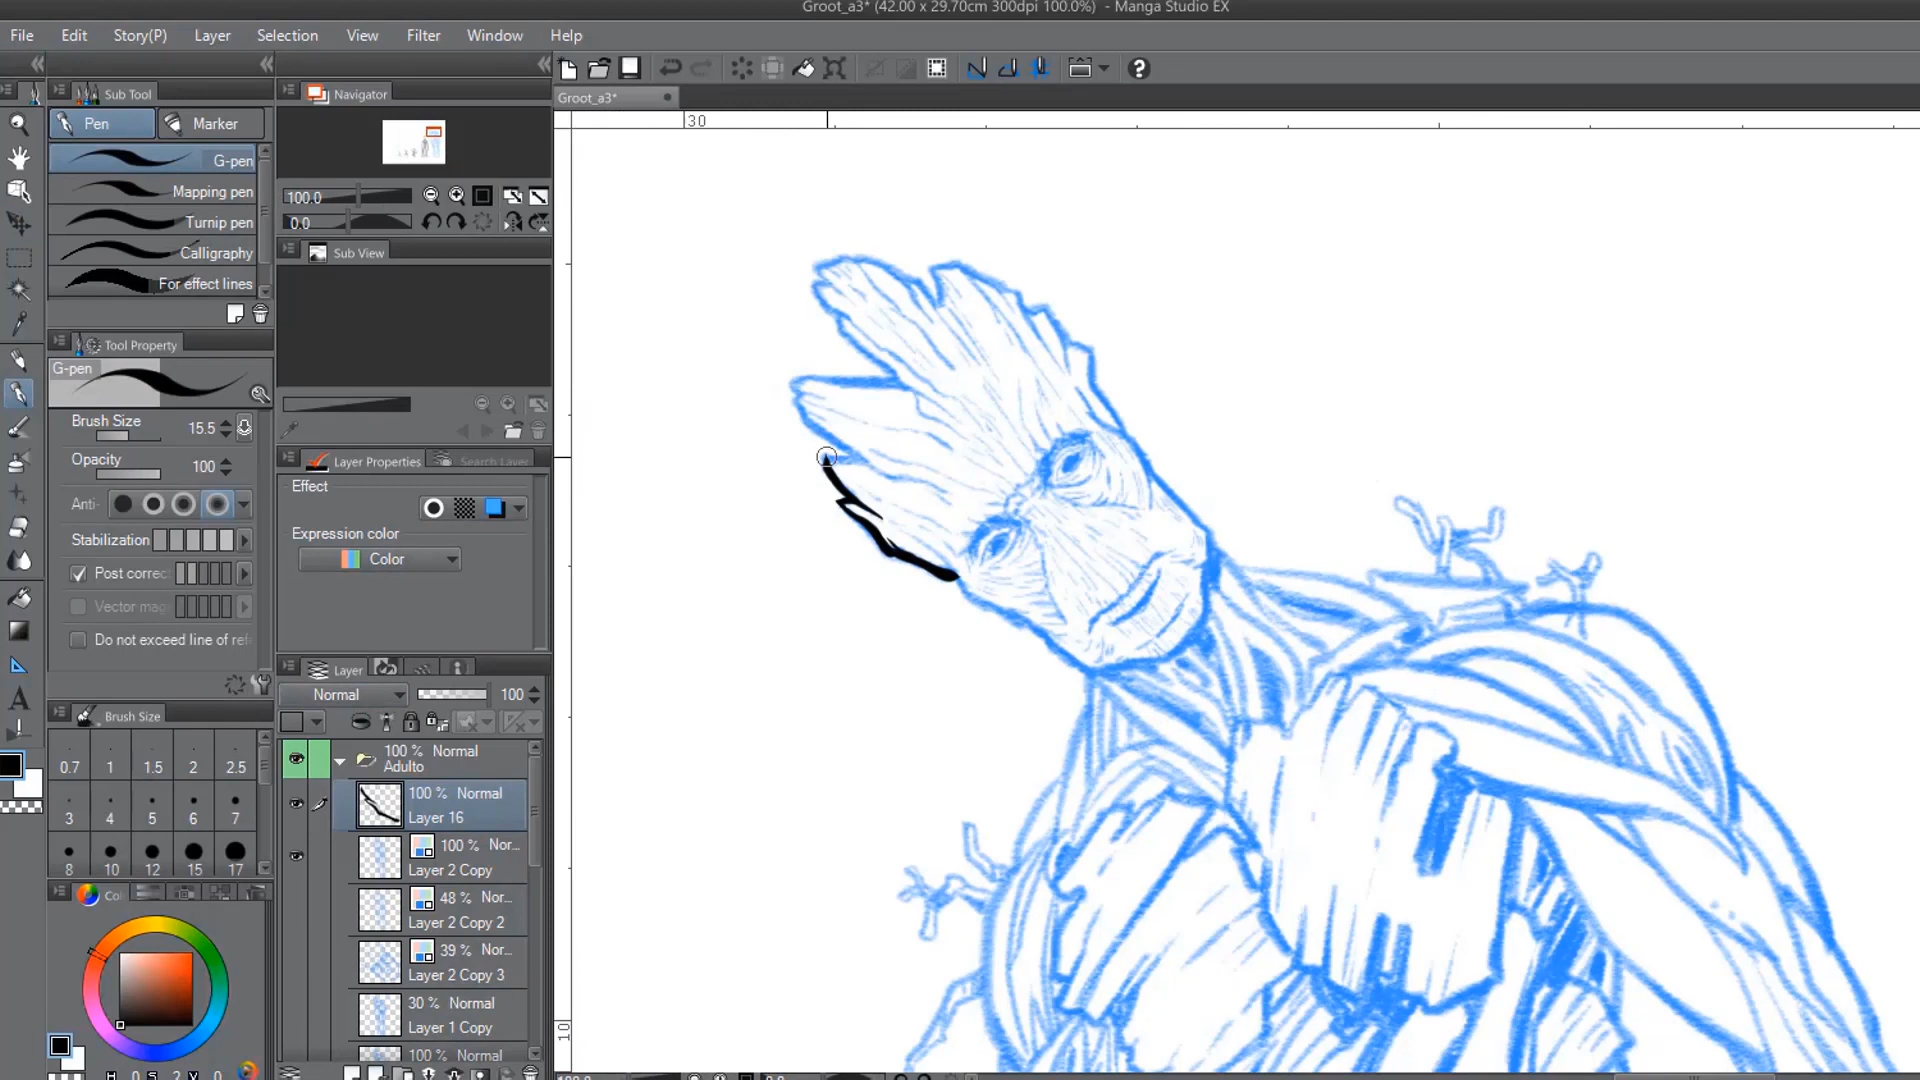 Groot_a3* (42.00 x 29.70cm 300dpi 100.0%) - Manga Studio EX
File Edit Story(P) Layer Selection View Filter Window Help
Sub Tool
Navigator
Groot_a3*
Pen
Marker
30
G-pen
Mapping pen
Turnip pen
Calligraphy
For effect lines
100.0
0.0
Sub View
Tool Property
G-pen
Brush Size 15.5
Opacity 100
Anti-
Stabilization
Post correc
Vector mag
Do not exceed line of ref
Layer Properties
Search Layer
Effect
Expression color
Color
Layer
Normal 100
100 % Normal
Adulto
100 % Normal
Layer 16
100 % Nor...
Layer 2 Copy
48 % Nor...
Layer 2 Copy 2
39 % Nor...
Layer 2 Copy 3
30 % Normal
Layer 1 Copy
100 % Normal
Brush Size
0.7 1 1.5 2 2.5
3 4 5 6 7
8 10 12 15 17
Col
10